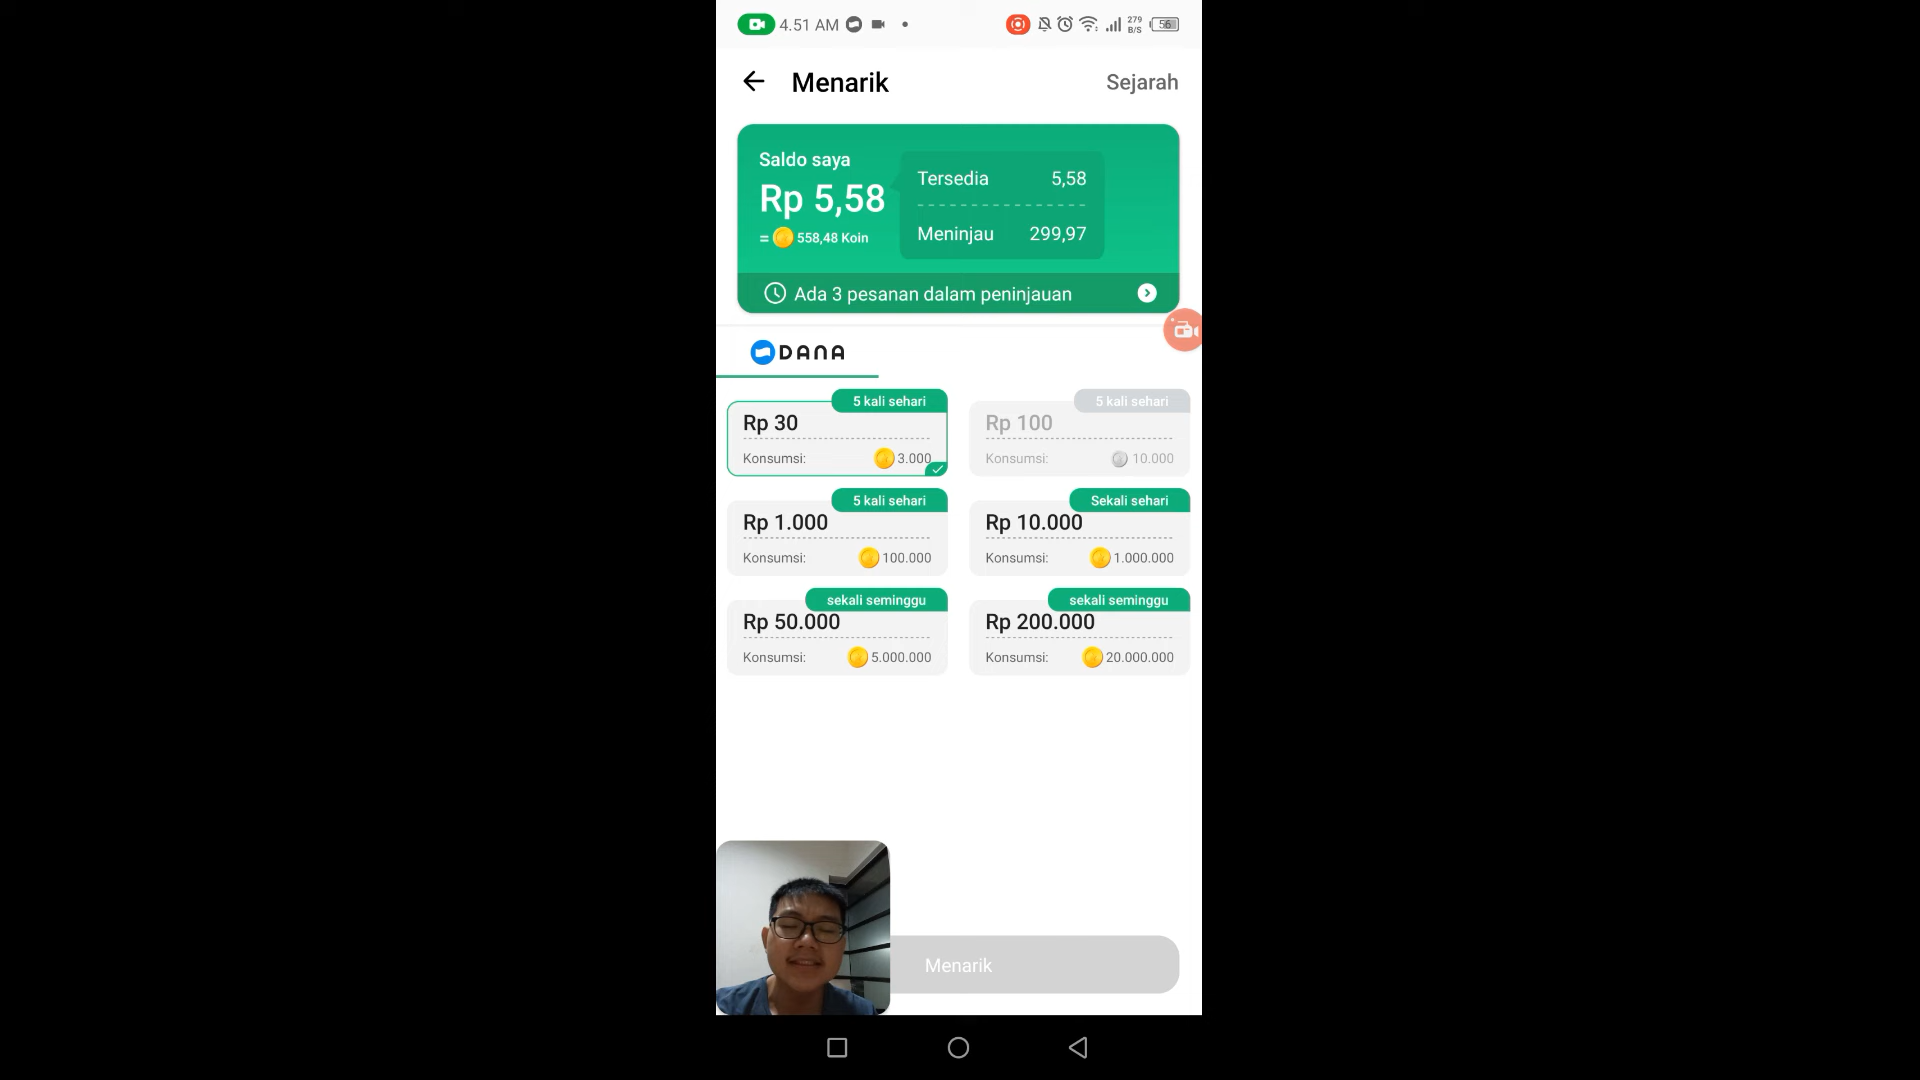 4.51 AM
279
B/S
56
Menarik
Sejarah
Saldo saya
Rp 5,58
= 558,48 Koin
Tersedia 5,58
Meninjau 299,97
Ada 3 pesanan dalam peninjauan
DANA
5 kali sehari
Rp 30
Konsumsi: 3.000
5 kali sehari
Rp 100
Konsumsi: 10.000
5 kali sehari
Rp 1.000
Konsumsi: 100.000
Sekali sehari
Rp 10.000
Konsumsi: 1.000.000
sekali seminggu
Rp 50.000
Konsumsi: 5.000.000
sekali seminggu
Rp 200.000
Konsumsi: 20.000.000
Menarik